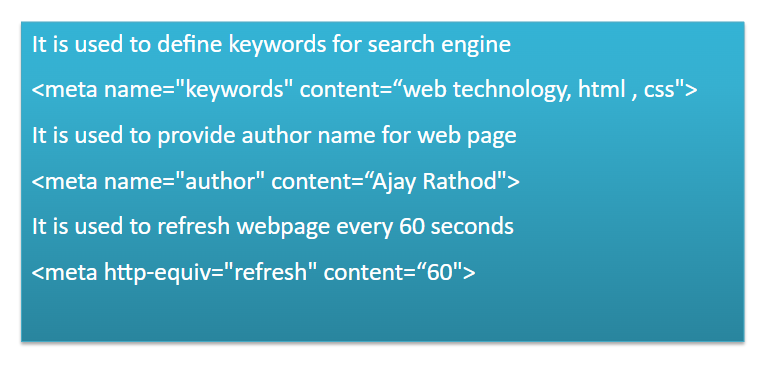 It is used to define keywords for search engine
<meta name="keywords" content=“web technology, html , css">
It is used to provide author name for web page
<meta name="author" content=“Ajay Rathod">
It is used to refresh webpage every 60 seconds
<meta http-equiv="refresh" content=“60">